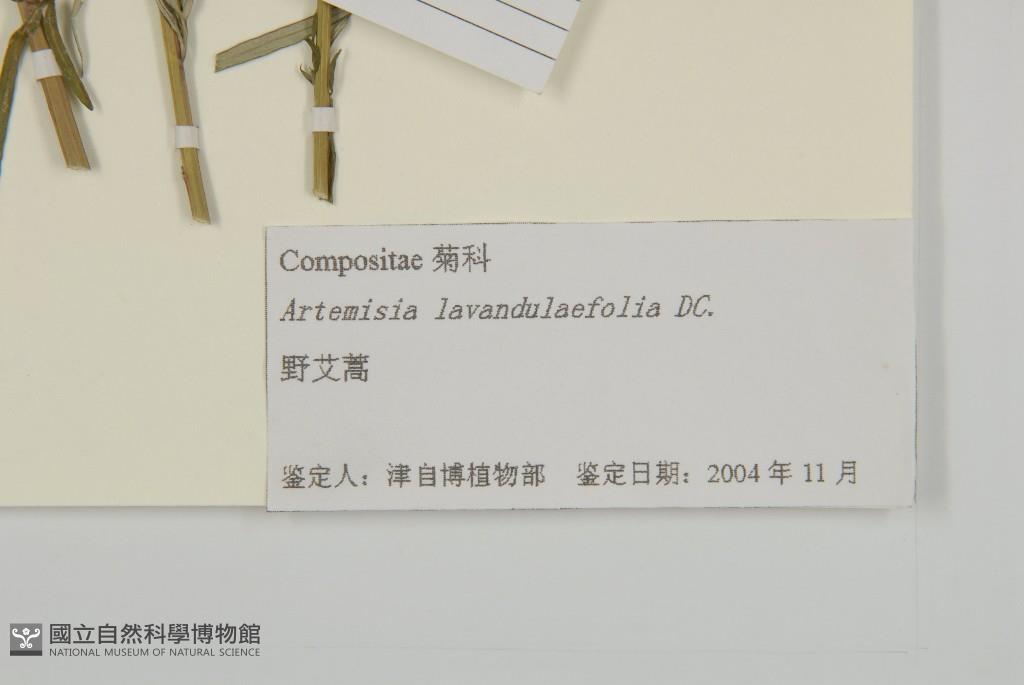 Compositae 菊科
Artemisia lavandulaefolia DC.
野艾蒿
鉴定人：津自博植物部 鉴定日期：2004 年 11 月
國立自然科學博物館
NATIONAL MUSEUM OF NATURAL SCIENCE